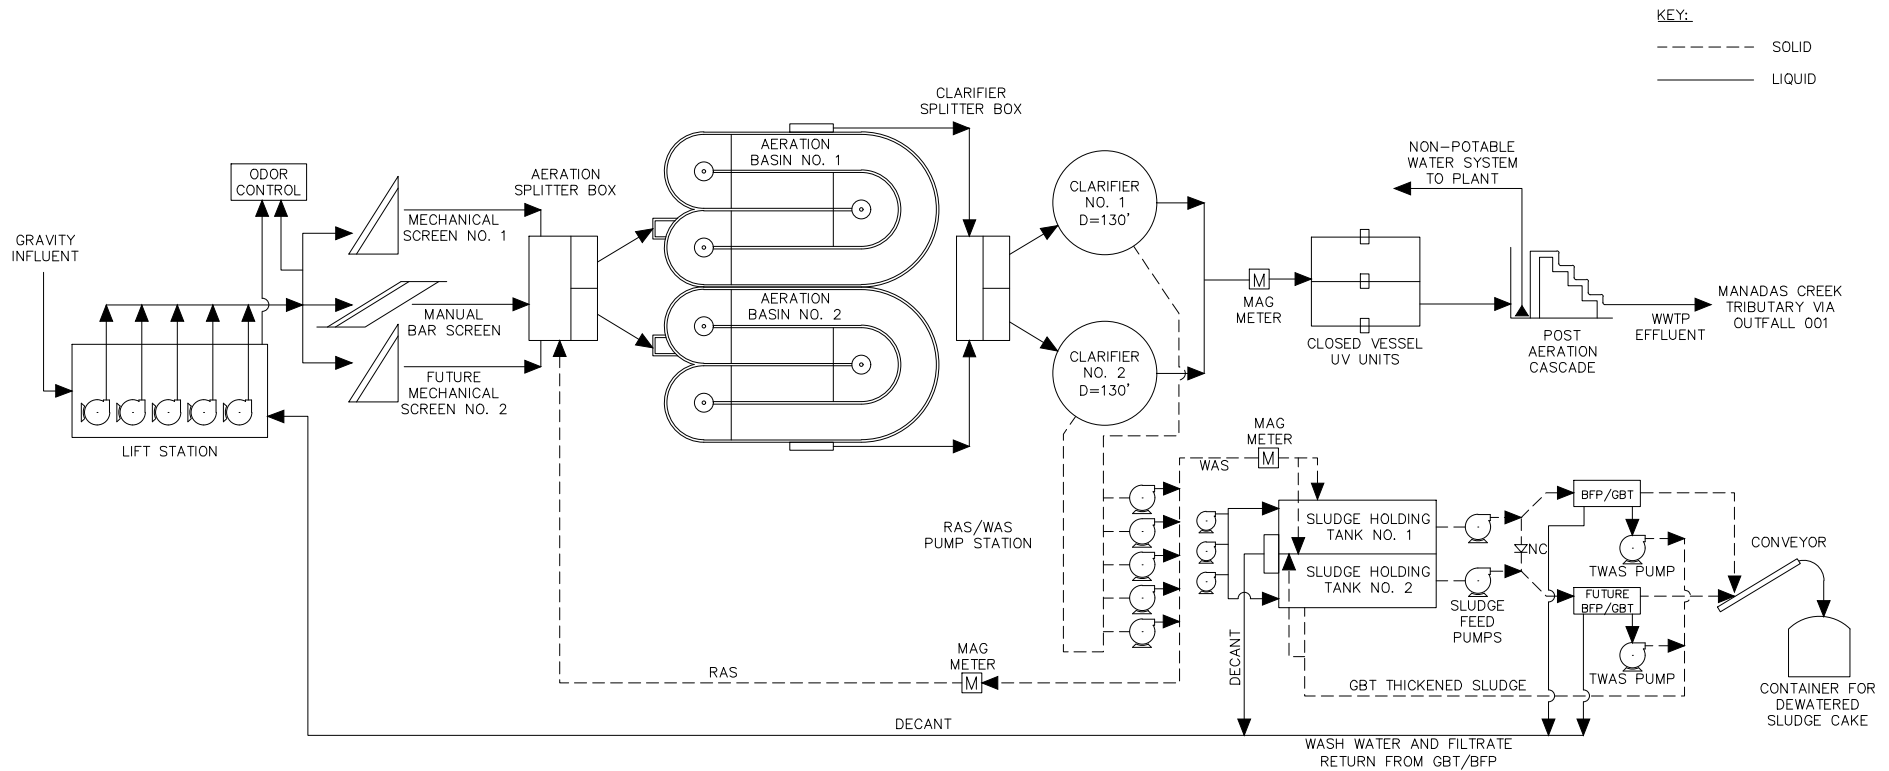 KEY:
SOLID
LIQUID
GRAVITY
INFLUENT
LIFT STATION
ODOR
CONTROL
MECHANICAL
SCREEN NO. 1
MANUAL
BAR SCREEN
FUTURE
MECHANICAL
SCREEN NO. 2
AERATION
SPLITTER BOX
AERATION
BASIN NO. 1
AERATION
BASIN NO. 2
CLARIFIER
SPLITTER BOX
CLARIFIER
NO. 1
D=130'
CLARIFIER
NO. 2
D=130'
M
MAG
METER
CLOSED VESSEL
UV UNITS
NON-POTABLE
WATER SYSTEM
TO PLANT
POST
AERATION
CASCADE
WWTP
EFFLUENT
MANADAS CREEK
TRIBUTARY VIA
OUTFALL 001
MAG
METER
M
WAS
RAS/WAS
PUMP STATION
SLUDGE HOLDING
TANK NO. 1
SLUDGE HOLDING
TANK NO. 2
SLUDGE
FEED
PUMPS
NC
BFP/GBT
TWAS PUMP
FUTURE
BFP/GBT
TWAS PUMP
CONVEYOR
CONTAINER FOR
DEWATERED
SLUDGE CAKE
MAG
METER
M
RAS
DECANT
GBT THICKENED SLUDGE
DECANT
WASH WATER AND FILTRATE
RETURN FROM GBT/BFP